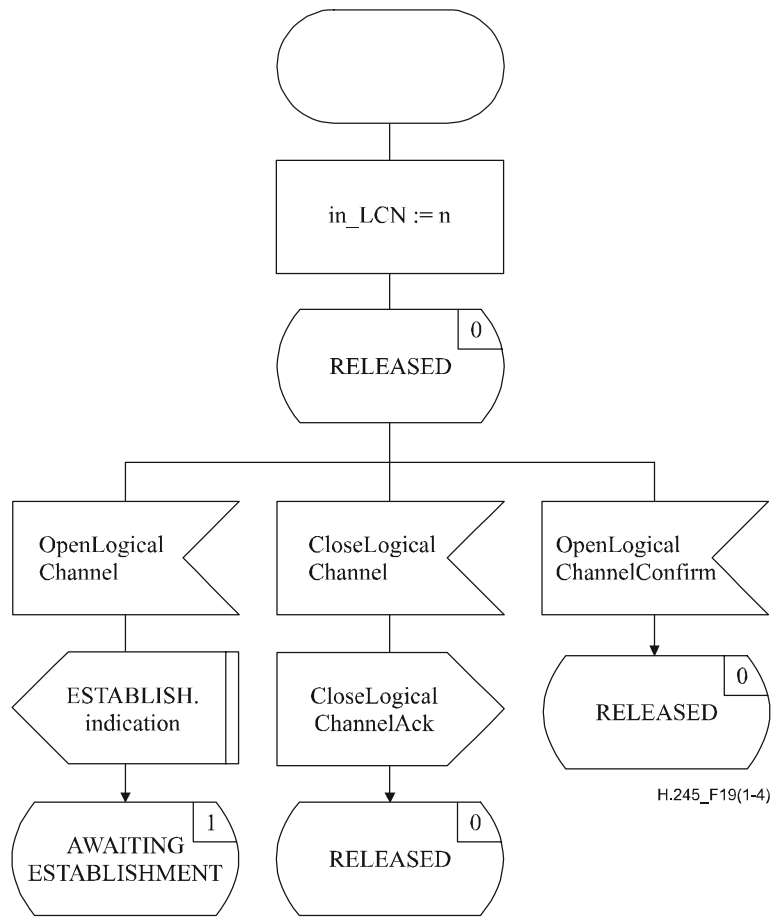 in_LCN := n
0
RELEASED
OpenLogical
Channel
CloseLogical
Channel
OpenLogical
ChannelConfirm
ESTABLISH.
indication
CloseLogical
ChannelAck
0
RELEASED
H.245_F19(1-4)
1
AWAITING
ESTABLISHMENT
0
RELEASED